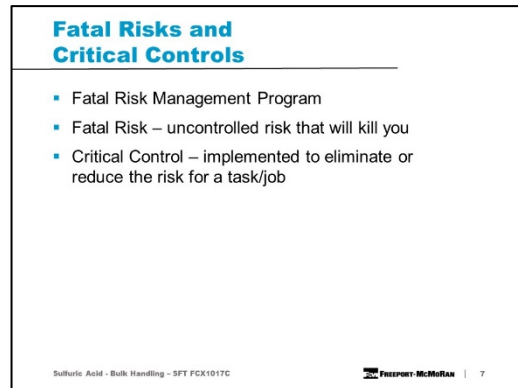 Fatal Risks and
Critical Controls
▪ Fatal Risk Management Program
▪ Fatal Risk – uncontrolled risk that will kill you
▪ Critical Control – implemented to eliminate or
reduce the risk for a task/job
Sulfuric Acid - Bulk Handling – SFT FCX1017C
FCX FREEPORT-McMoRAN | 7